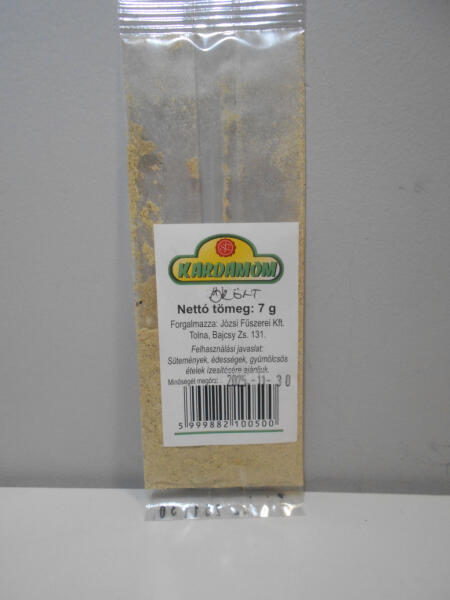 KARDAMOM
ŐRÖLT
Nettó tömeg: 7 g
Forgalmazza: Józsi Fűszerei Kft.
Tolna, Bajcsy Zs. 131.
Felhasználási javaslat:
Sütemények, édességek, gyümölcsös
ételek ízesítésére ajánljuk.
Minőségét megőrzi: 2025-11-30
5 999882 100500